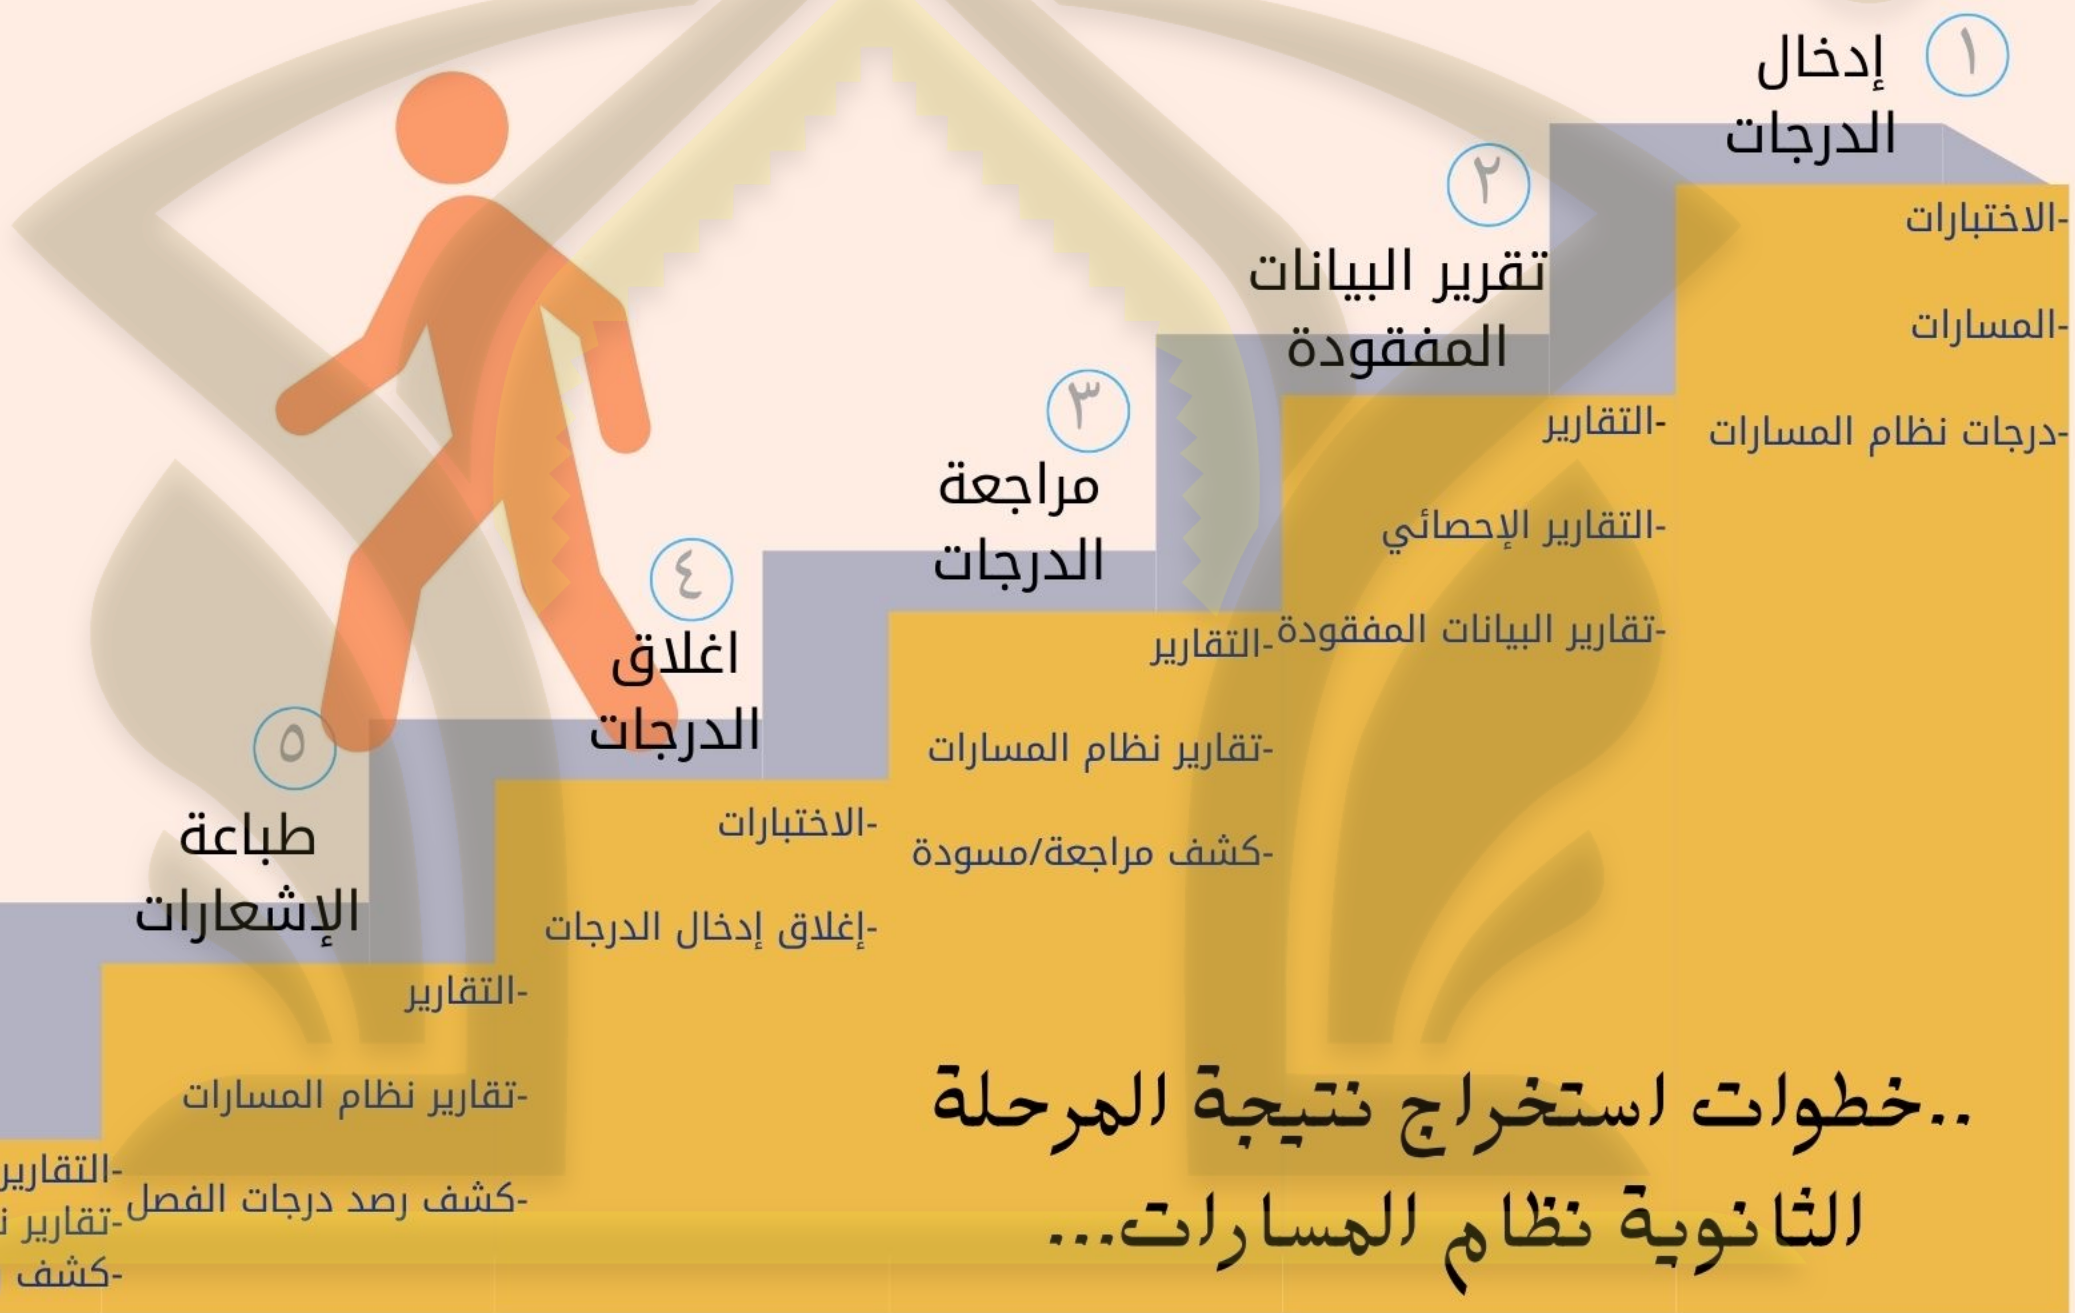 ١
إدخال
الدرجات
-الاختبارات
-المسارات
-درجات نظام المسارات
٢
تقرير البيانات
المفقودة
-التقارير
-التقارير الإحصائي
-تقارير البيانات المفقودة
٣
مراجعة
الدرجات
-التقارير
-تقارير نظام المسارات
-كشف مراجعة/مسودة
٤
اغلاق
الدرجات
-الاختبارات
-إغلاق إدخال الدرجات
٥
طباعة
الإشعارات
-التقارير
-تقارير نظام المسارات
-كشف رصد درجات الفصل
-التقارير
-تقارير
-كشف
..خطوات استخراج نتيجة المرحلة
الثانوية نظام المسارات...